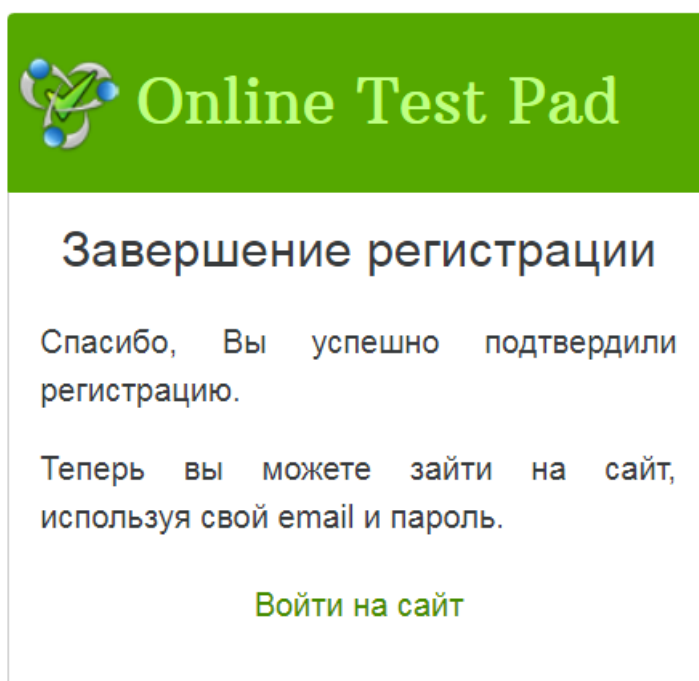 Online Test Pad
Завершение регистрации
Спасибо, Вы успешно подтвердили
регистрацию.
Теперь вы можете зайти на сайт,
используя свой email и пароль.
Войти на сайт